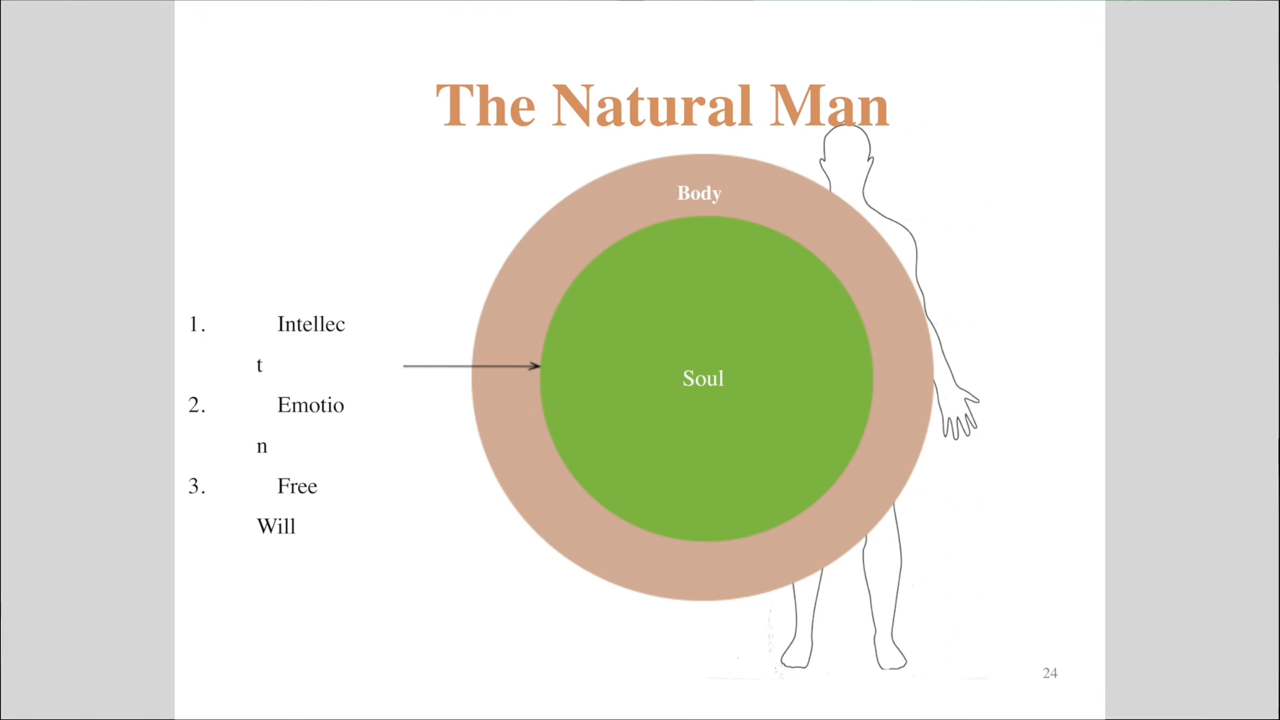 The Natural Man
Body
1. Intellec
t
2. Emotio
n
3. Free
Will
Soul
24